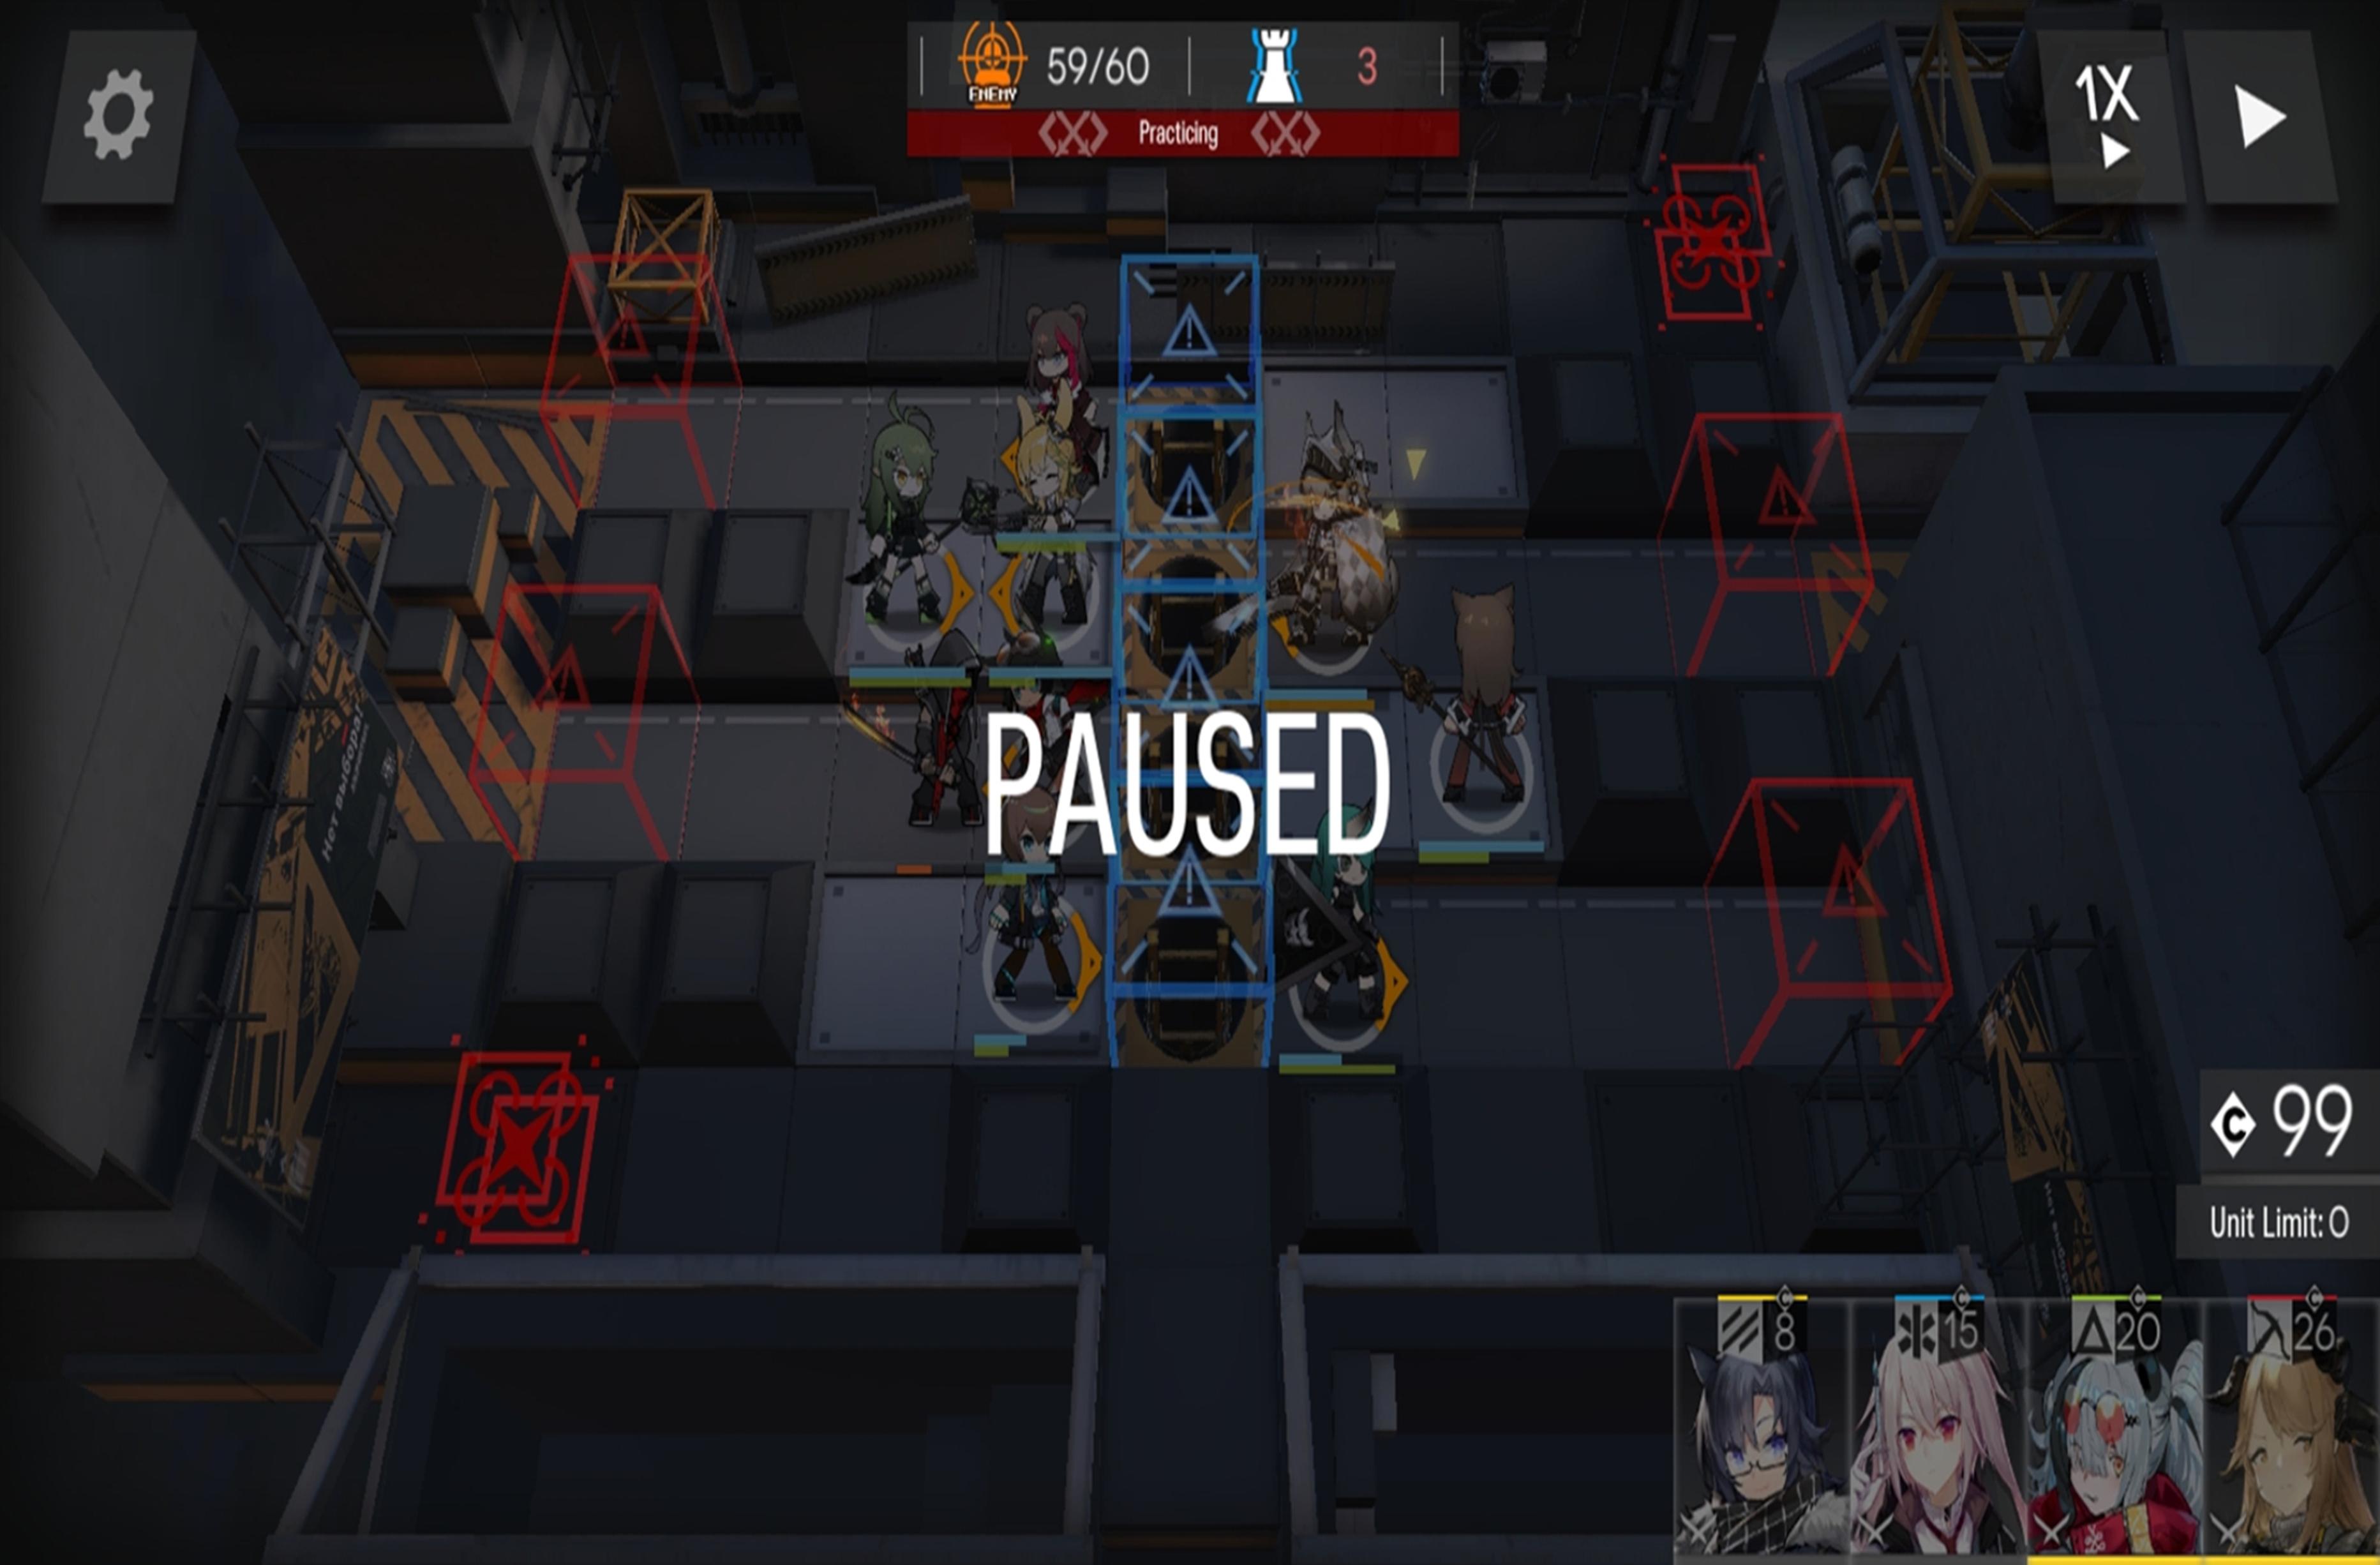 59/60
3
ENEMY
Practicing
1X
Нет выбора!
PAUSED
C 99
Unit Limit: 0
8
15
20
26